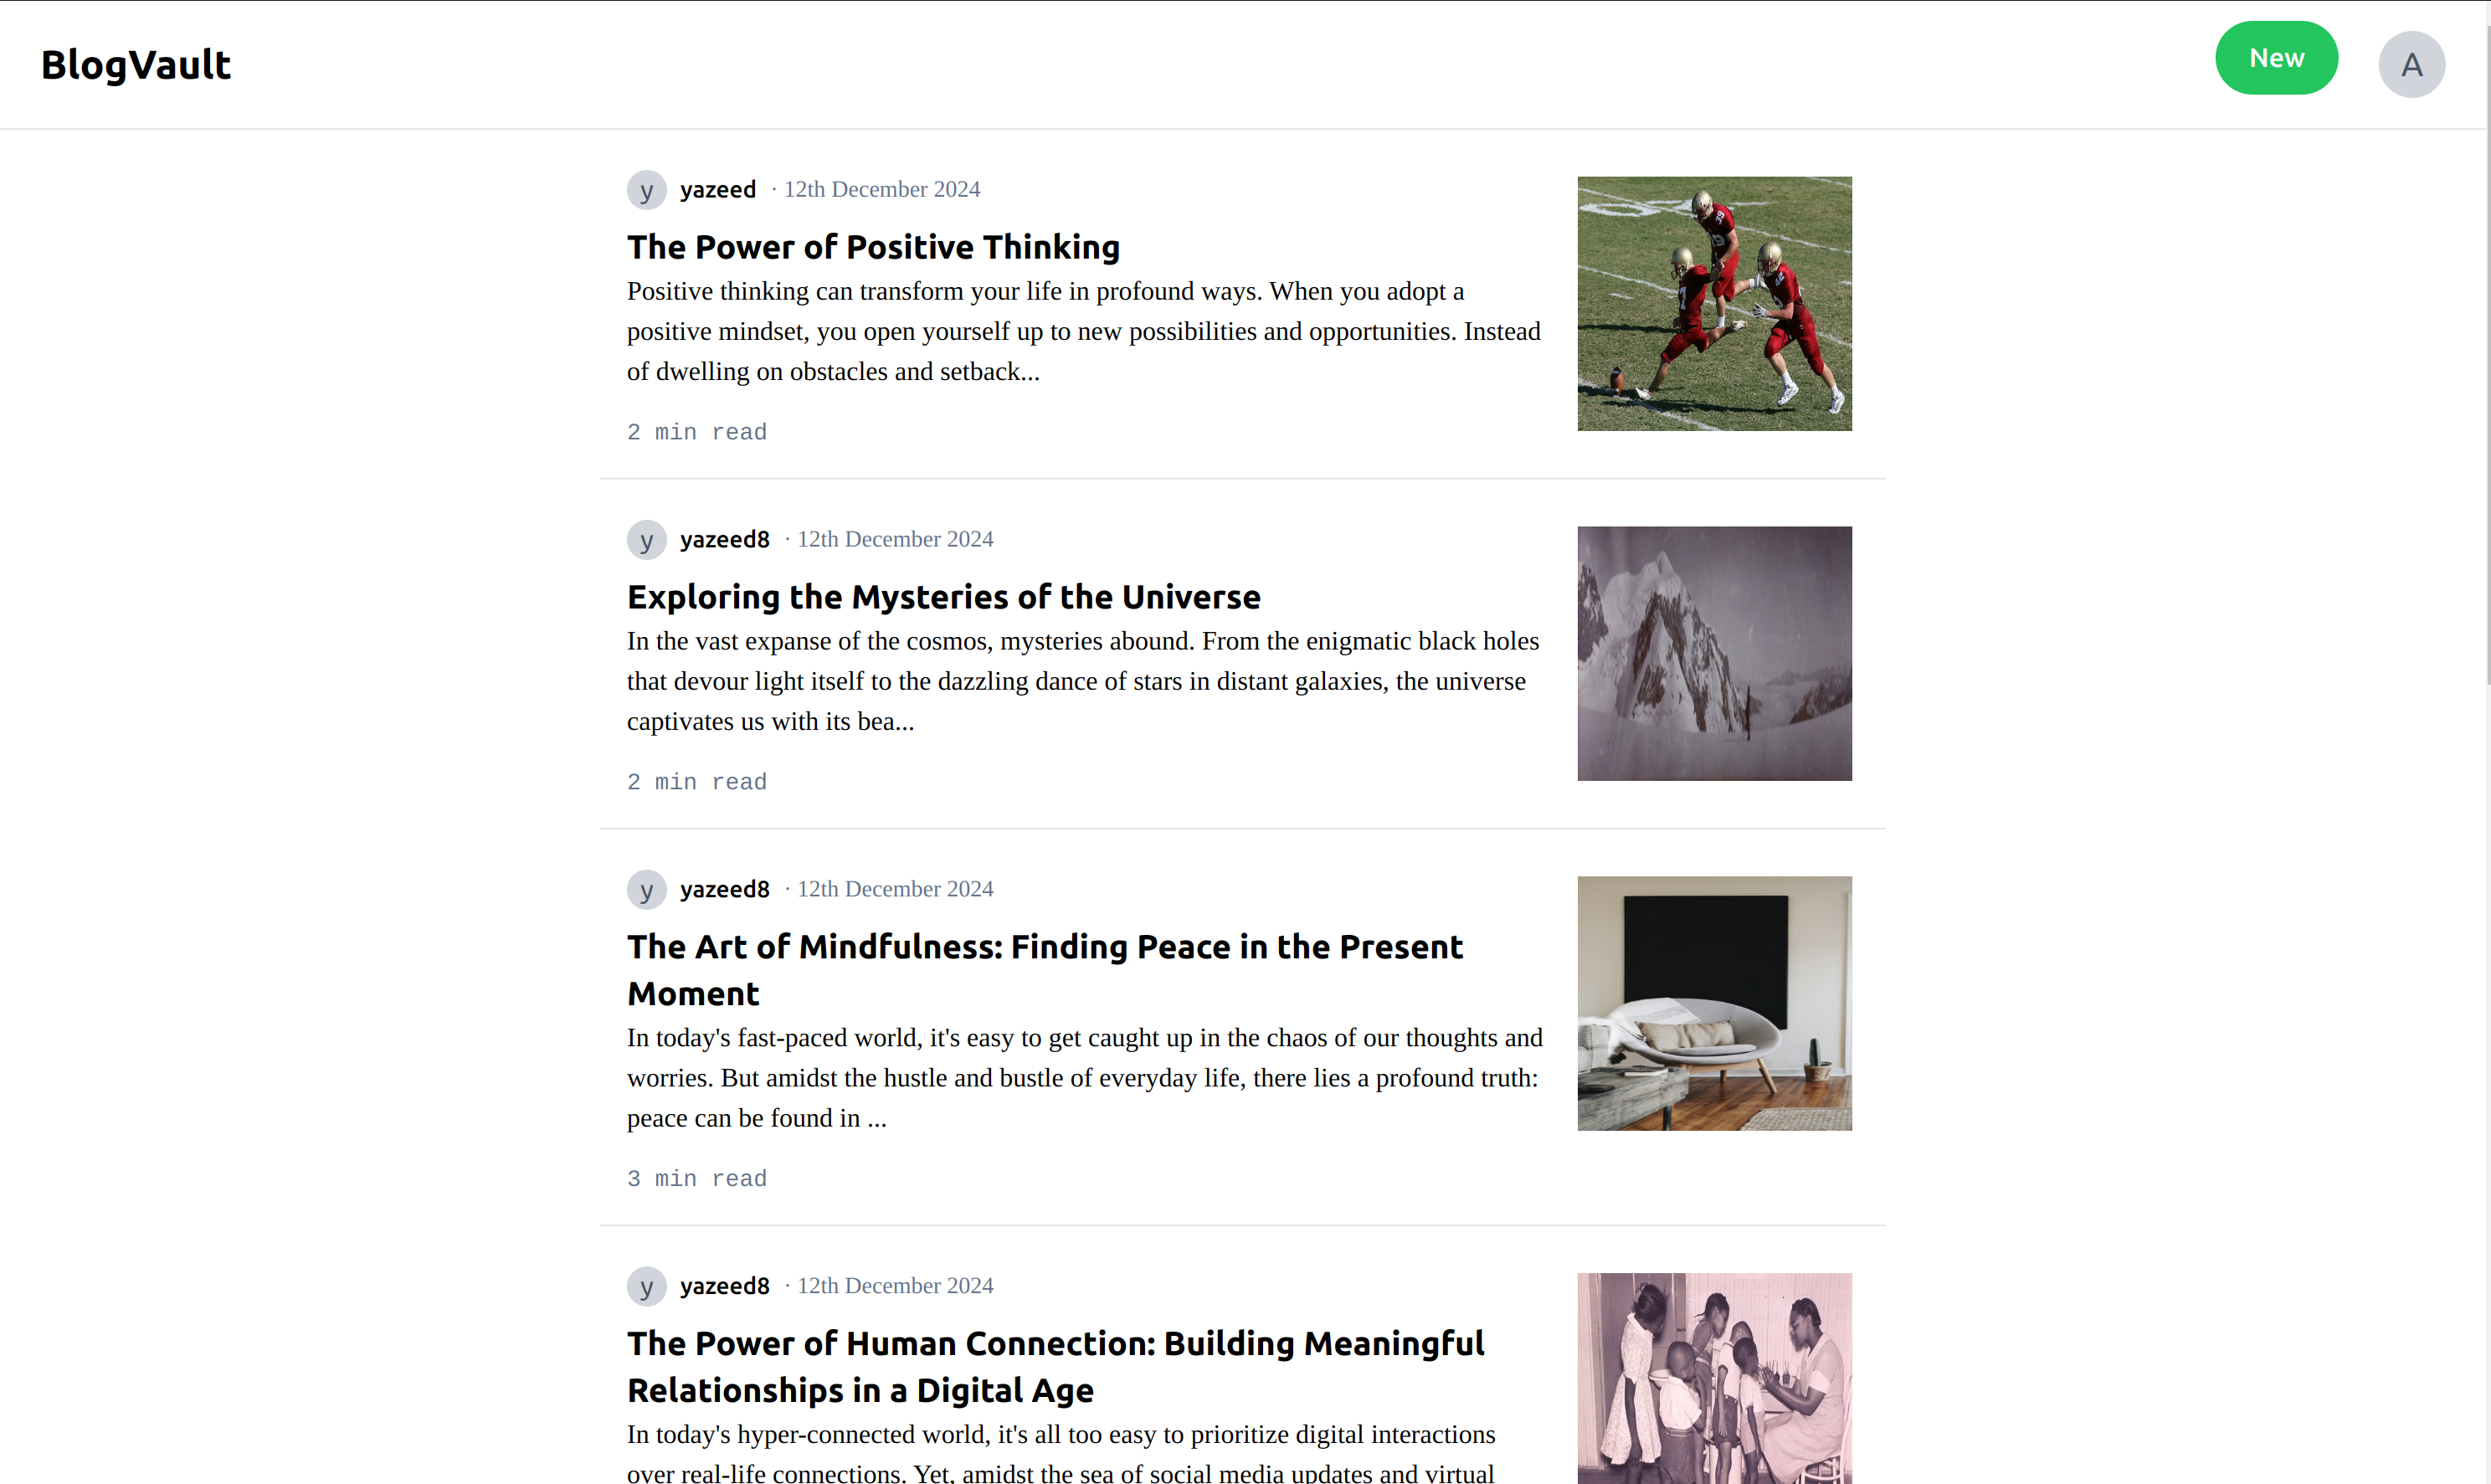 BlogVault
New
A
y yazeed · 12th December 2024
The Power of Positive Thinking
Positive thinking can transform your life in profound ways. When you adopt a
positive mindset, you open yourself up to new possibilities and opportunities. Instead
of dwelling on obstacles and setback...
2 min read
y yazeed8 · 12th December 2024
Exploring the Mysteries of the Universe
In the vast expanse of the cosmos, mysteries abound. From the enigmatic black holes
that devour light itself to the dazzling dance of stars in distant galaxies, the universe
captivates us with its bea...
2 min read
y yazeed8 · 12th December 2024
The Art of Mindfulness: Finding Peace in the Present
Moment
In today's fast-paced world, it's easy to get caught up in the chaos of our thoughts and
worries. But amidst the hustle and bustle of everyday life, there lies a profound truth:
peace can be found in ...
3 min read
y yazeed8 · 12th December 2024
The Power of Human Connection: Building Meaningful
Relationships in a Digital Age
In today's hyper-connected world, it's all too easy to prioritize digital interactions
over real-life connections. Yet, amidst the sea of social media updates and virtual